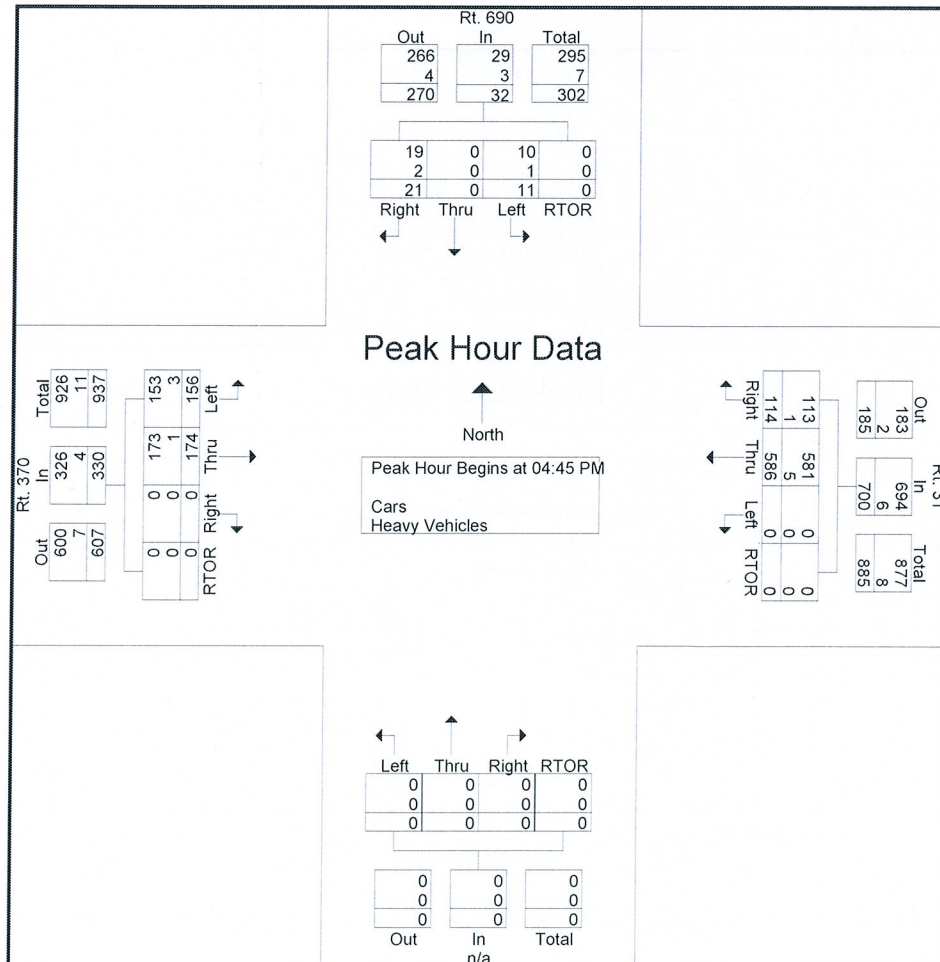 Rt. 690
Out In Total
266 29 295
4 3 7
270 32 302
19 0 10 0
2 0 1 0
21 0 11 0
Right Thru Left RTOR
Peak Hour Data
North
Peak Hour Begins at 04:45 PM
Cars
Heavy Vehicles
Rt. 370
Total In Out
926 326 600
11 4 7
937 330 607
153 173 0 0
3 1 0 0
156 174 0 0
Left Thru Right RTOR
Out In Total
183 694 877
2 6 8
185 700 885
113 581 0 0
1 5 0 0
114 586 0 0
Right Thru Left RTOR
Left Thru Right RTOR
0 0 0 0
0 0 0 0
0 0 0 0
0 0 0
0 0 0
0 0 0
Out In Total
n/a